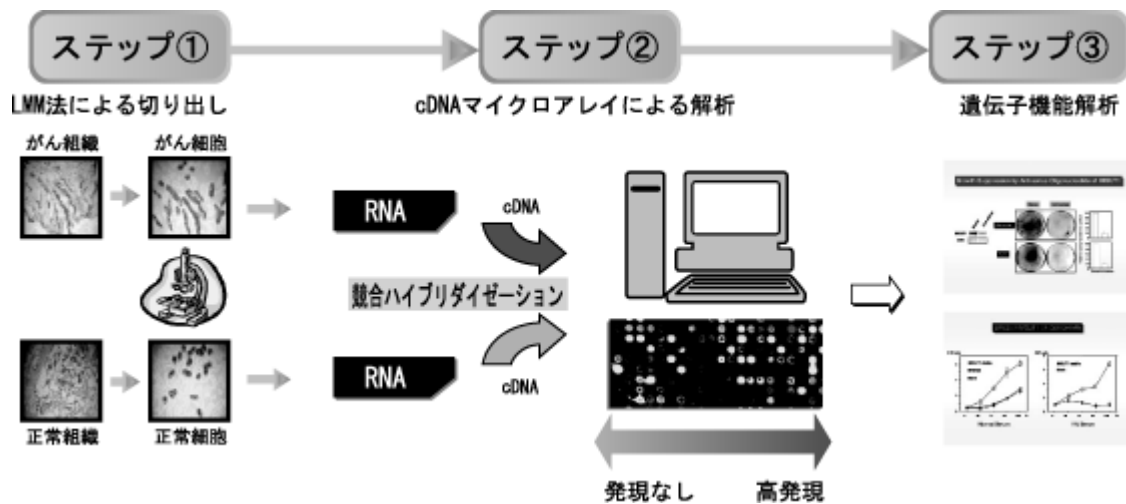 ステップ①
ステップ②
ステップ③
LMM法による切り出し
cDNAマイクロアレイによる解析
遺伝子機能解析
がん組織
がん細胞
RNA
cDNA
競合ハイブリダイゼーション
RNA
cDNA
正常組織
正常細胞
発現なし
高発現